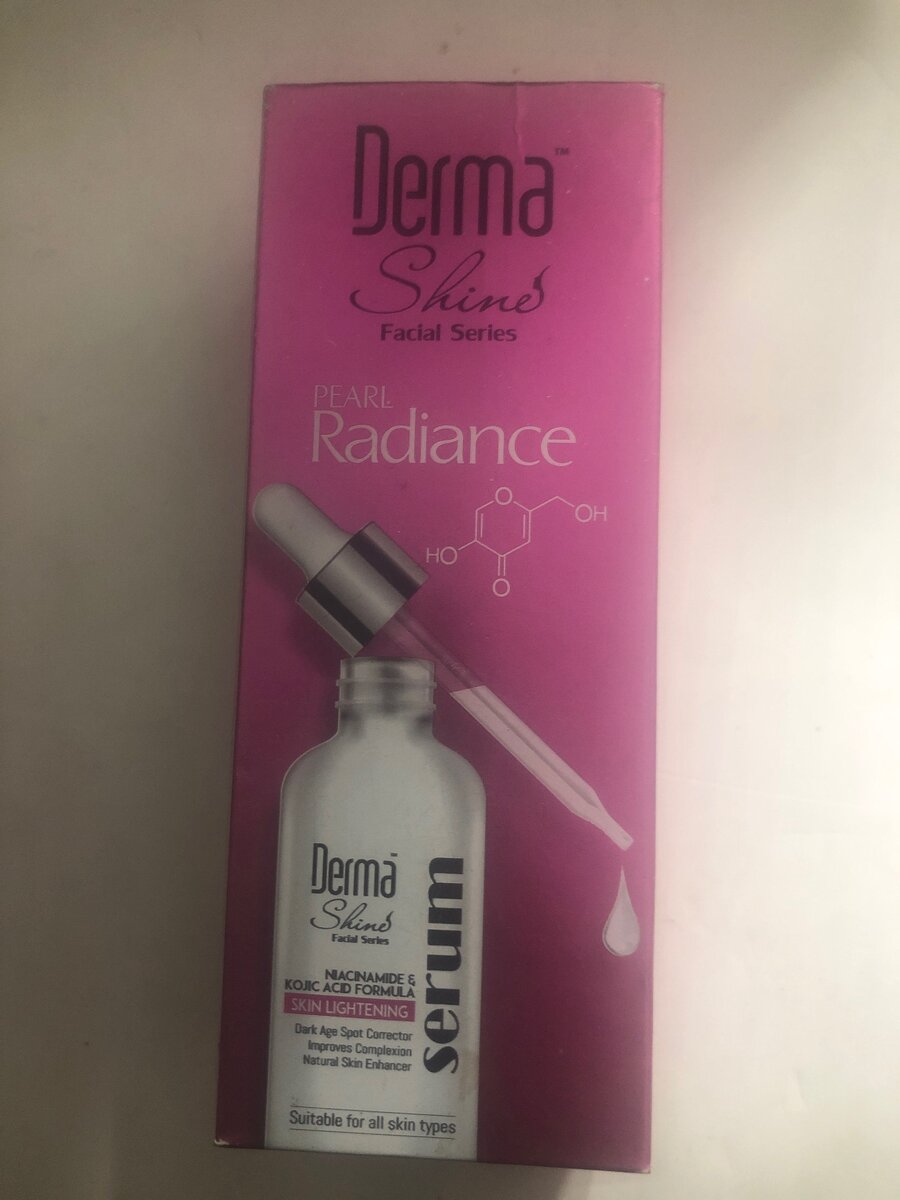 Derma™
Shine
Facial Series
PEARL
Radiance
O
OH
HO
O
Derma™
Shine
Facial Series
serum
NIACINAMIDE &
KOJIC ACID FORMULA
SKIN LIGHTENING
Dark Age Spot Corrector
Improves Complexion
Natural Skin Enhancer
Suitable for all skin types